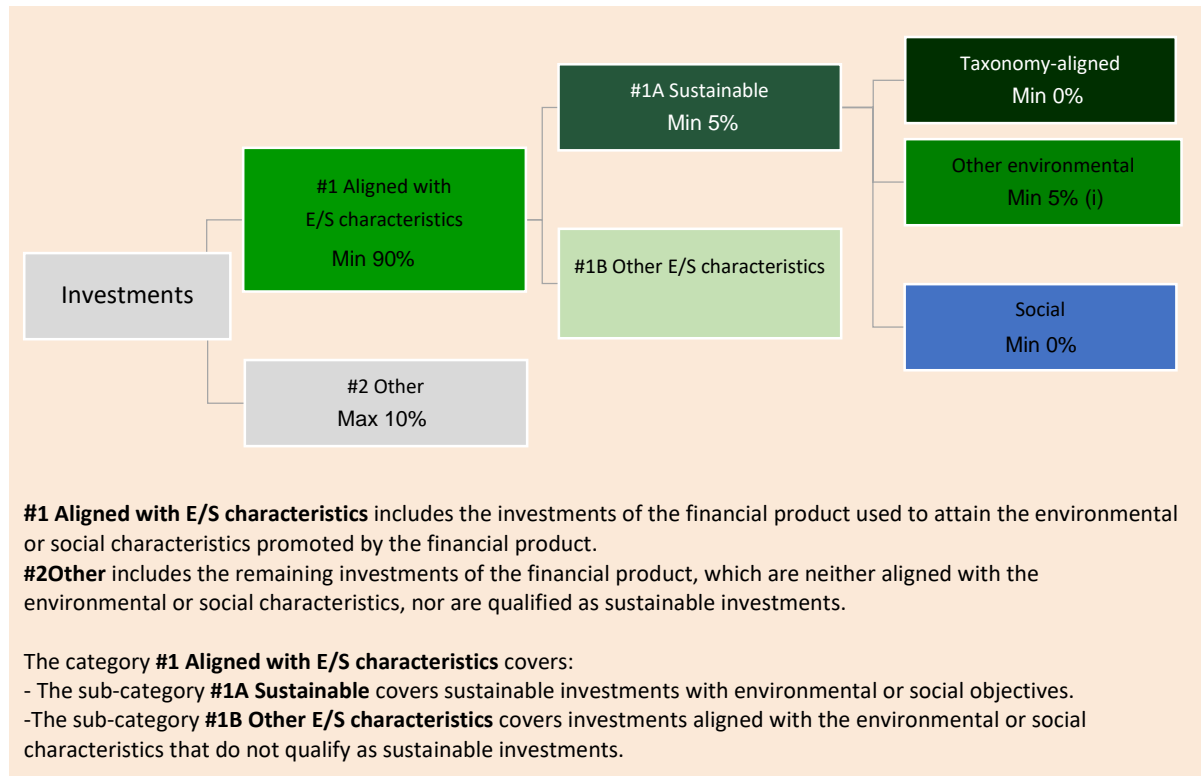 Investments
#1 Aligned with
E/S characteristics
Min 90%
#2 Other
Max 10%
#1A Sustainable
Min 5%
#1B Other E/S characteristics
Taxonomy-aligned
Min 0%
Other environmental
Min 5% (i)
Social
Min 0%
#1 Aligned with E/S characteristics includes the investments of the financial product used to attain the environmental
or social characteristics promoted by the financial product.
#2Other includes the remaining investments of the financial product, which are neither aligned with the
environmental or social characteristics, nor are qualified as sustainable investments.
The category #1 Aligned with E/S characteristics covers:
- The sub-category #1A Sustainable covers sustainable investments with environmental or social objectives.
-The sub-category #1B Other E/S characteristics covers investments aligned with the environmental or social
characteristics that do not qualify as sustainable investments.